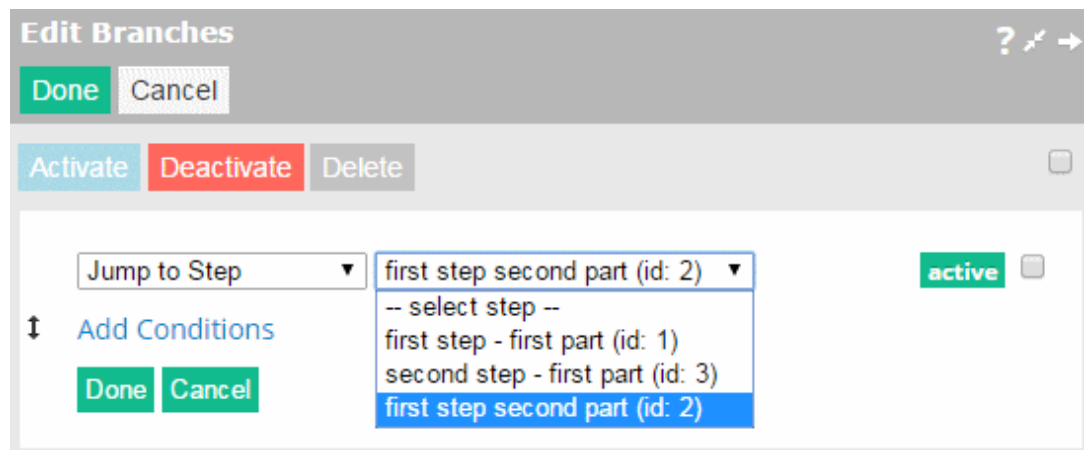 Edit Branches
?
Done Cancel
Activate Deactivate Delete
Jump to Step first step second part (id: 2) active
-- select step --
Add Conditions
first step - first part (id: 1)
second step - first part (id: 3)
Done Cancel
first step second part (id: 2)